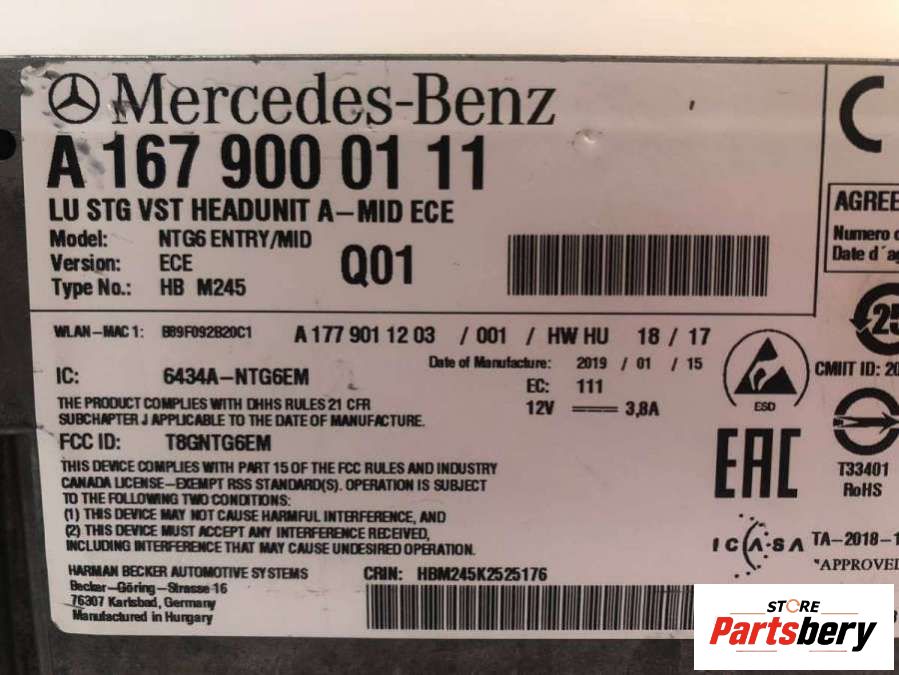 Mercedes-Benz
A 167 900 01 11
LU STG VST HEADUNIT A-MID ECE
Model: NTG6 ENTRY/MID
Version: ECE
Type No.: HB M245
Q01
AGREE
Numero
Date d´a
WLAN-MAC 1: B89F092B20C1
A 177 901 12 03 / 001 / HW HU 18 / 17
Date of Manufacture: 2019 / 01 / 15
EC: 111
12V 3,8A
IC: 6434A-NTG6EM
THE PRODUCT COMPLIES WITH DHHS RULES 21 CFR
SUBCHAPTER J APPLICABLE TO THE DATE OF MANUFACTURE.
FCC ID: T8GNTG6EM
THIS DEVICE COMPLIES WITH PART 15 OF THE FCC RULES AND INDUSTRY
CANADA LICENSE-EXEMPT RSS STANDARD(S). OPERATION IS SUBJECT
TO THE FOLLOWING TWO CONDITIONS:
(1) THIS DEVICE MAY NOT CAUSE HARMFUL INTERFERENCE, AND
(2) THIS DEVICE MUST ACCEPT ANY INTERFERENCE RECEIVED,
INCLUDING INTERFERENCE THAT MAY CAUSE UNDESIRED OPERATION.
ESD
EAC
25
CMIIT ID: 20
T33401
RoHS
ICASA
TA-2018-1
"APPROVED
HARMAN BECKER AUTOMOTIVE SYSTEMS
Becker-Göring-Strasse 16
76307 Karlsbad, Germany
Manufactured in Hungary
CRIN: HBM245K2525176
STORE
Partsbery